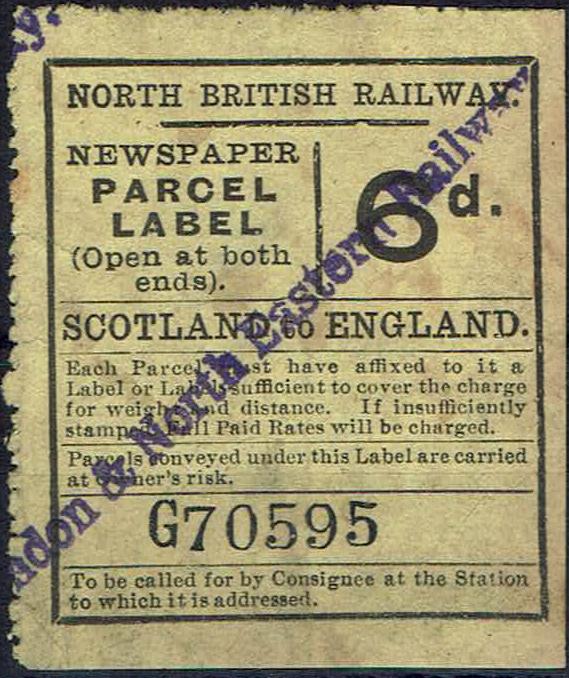 NORTH BRITISH RAILWAY.
NEWSPAPER
PARCEL
LABEL
(Open at both
ends).
6d.
SCOTLAND to ENGLAND.
Each Parcel must have affixed to it a
Label or Labels sufficient to cover the charge
for weight and distance. If insufficiently
stamped, Full Paid Rates will be charged.
Parcels conveyed under this Label are carried
at owner's risk.
G70595
To be called for by Consignee at the Station
to which it is addressed.
ndon & North Eastern Railway
y.